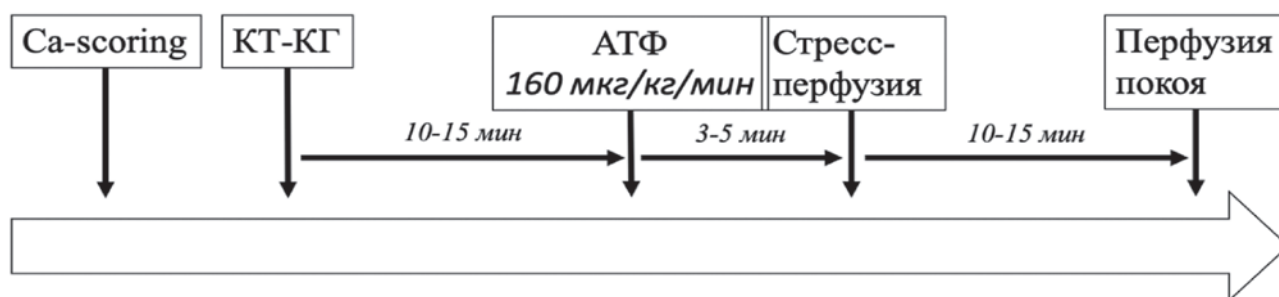 Ca-scoring
КТ-КГ
АТФ
160 мкг/кг/мин
Стресс-
перфузия
Перфузия
покоя
10-15 мин
3-5 мин
10-15 мин